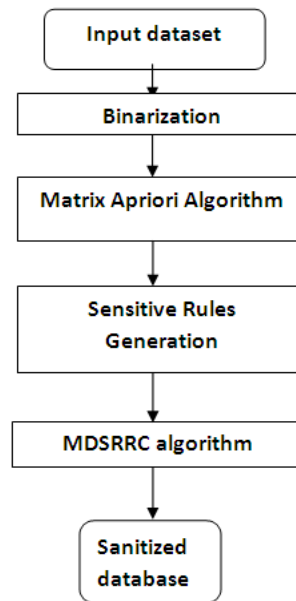 Input dataset
Binarization
Matrix Apriori Algorithm
Sensitive Rules
Generation
MDSRRC algorithm
Sanitized
database